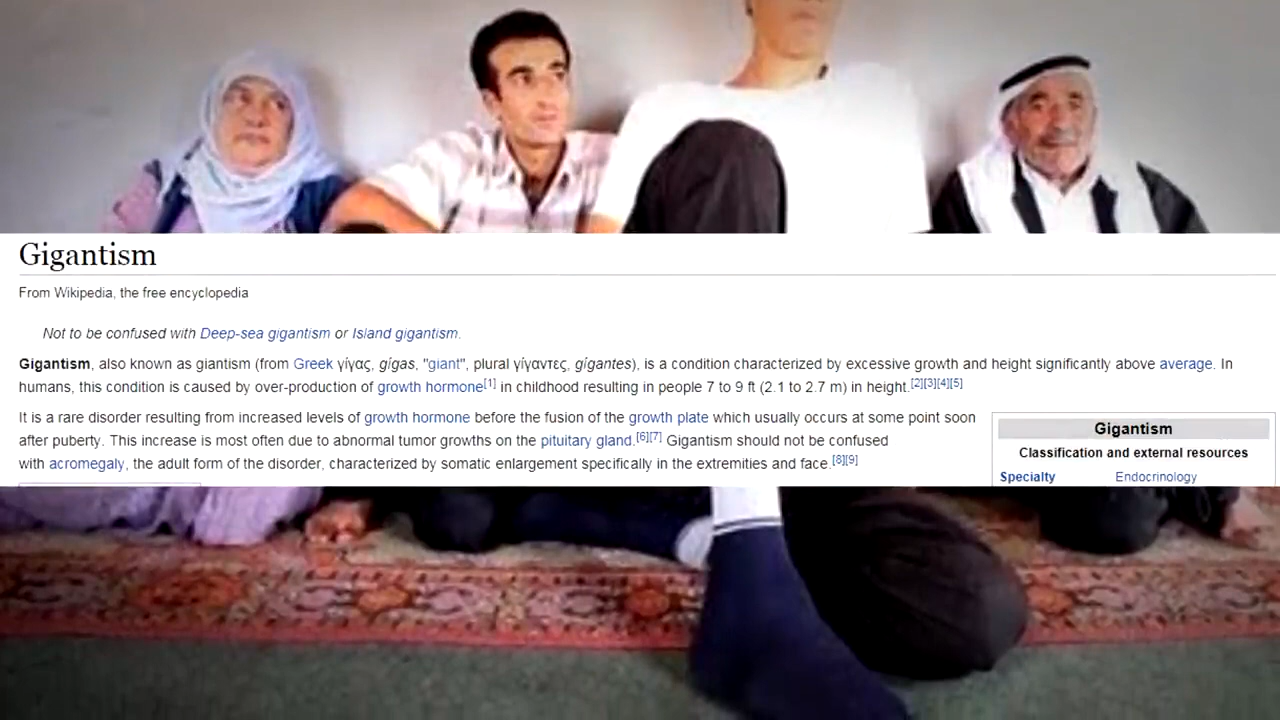 Gigantism
From Wikipedia, the free encyclopedia
Not to be confused with Deep-sea gigantism or Island gigantism.
Gigantism, also known as giantism (from Greek γίγας, gígas, "giant", plural γίγαντες, gígantes), is a condition characterized by excessive growth and height significantly above average. In
humans, this condition is caused by over-production of growth hormone[1] in childhood resulting in people 7 to 9 ft (2.1 to 2.7 m) in height.[2][3][4][5]
It is a rare disorder resulting from increased levels of growth hormone before the fusion of the growth plate which usually occurs at some point soon
after puberty. This increase is most often due to abnormal tumor growths on the pituitary gland.[6][7] Gigantism should not be confused
with acromegaly, the adult form of the disorder, characterized by somatic enlargement specifically in the extremities and face.[8][9]
Gigantism
Classification and external resources
Specialty Endocrinology